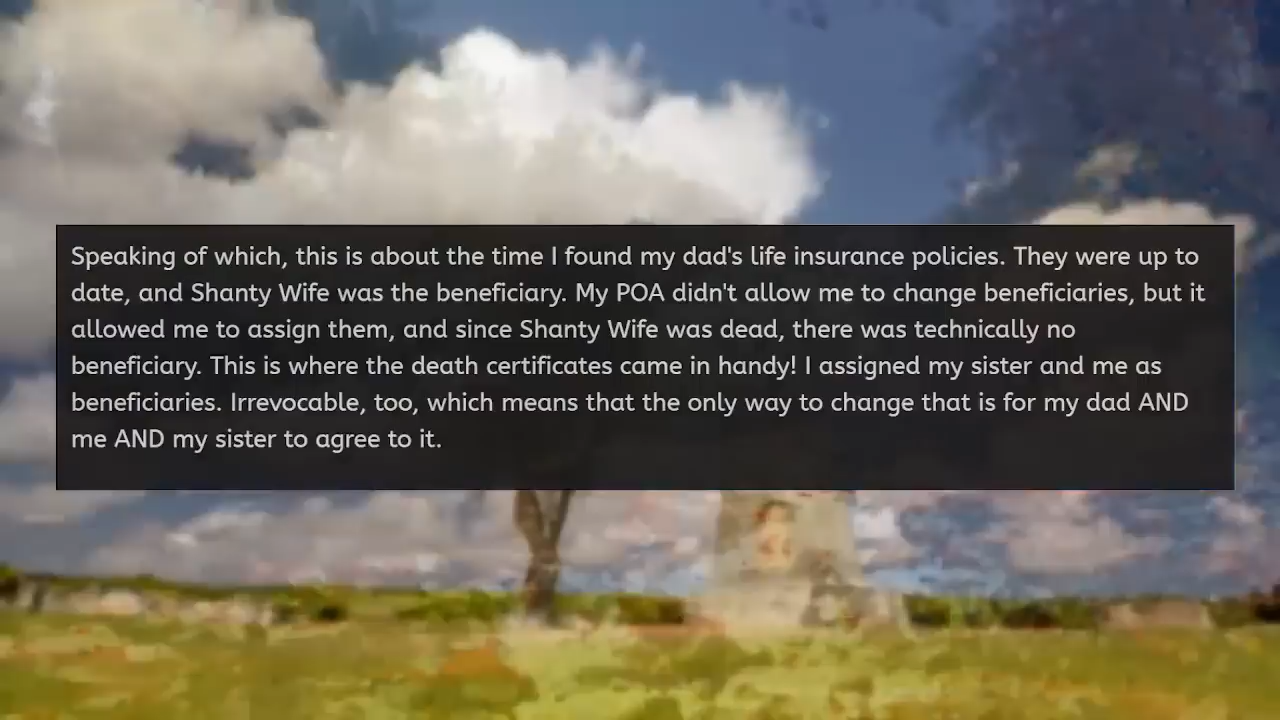 Speaking of which, this is about the time I found my dad's life insurance policies. They were up to
date, and Shanty Wife was the beneficiary. My POA didn't allow me to change beneficiaries, but it
allowed me to assign them, and since Shanty Wife was dead, there was technically no
beneficiary. This is where the death certificates came in handy! I assigned my sister and me as
beneficiaries. Irrevocable, too, which means that the only way to change that is for my dad AND
me AND my sister to agree to it.